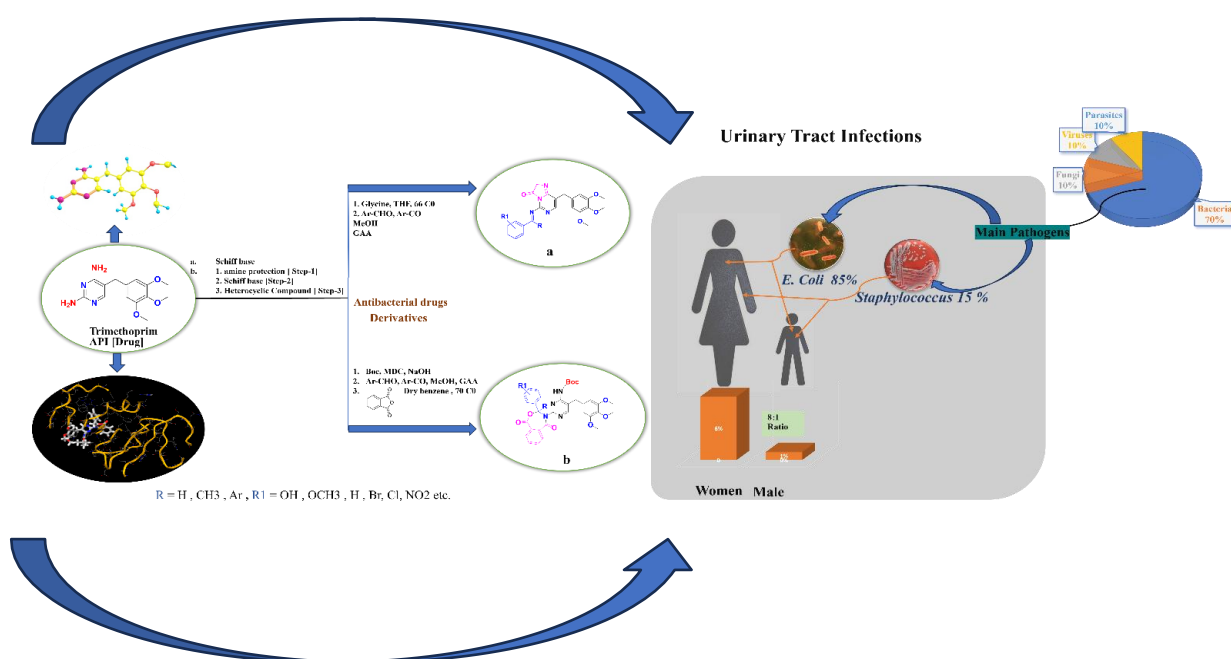 Urinary Tract Infections
Parasites
10%
Viruses
10%
Fungi
10%
Bacteria
70%
Main Pathogens
E. Coli 85%
Staphylococcus 15 %
8:1
Ratio
Women Male
NH2
H2N
N
N
O
O
O
Trimethoprim
API [Drug]
a. Schiff base
b. 1. amine protection [ Step-1]
2. Schiff base [Step-2]
3. Heterocyclic Compound [ Step-3]
1. Glycine, THF, 66 C0
2. Ar-CHO, Ar-CO
MeOH
GAA
Antibacterial drugs
Derivatives
1. Boc, MDC, NaOH
2. Ar-CHO, Ar-CO, MeOH, GAA
3. Dry benzene , 70 C0
R1
R
a
R1
R
HN
Boc
b
R = H , CH3 , Ar , R1 = OH , OCH3 , H , Br, Cl, NO2 etc.